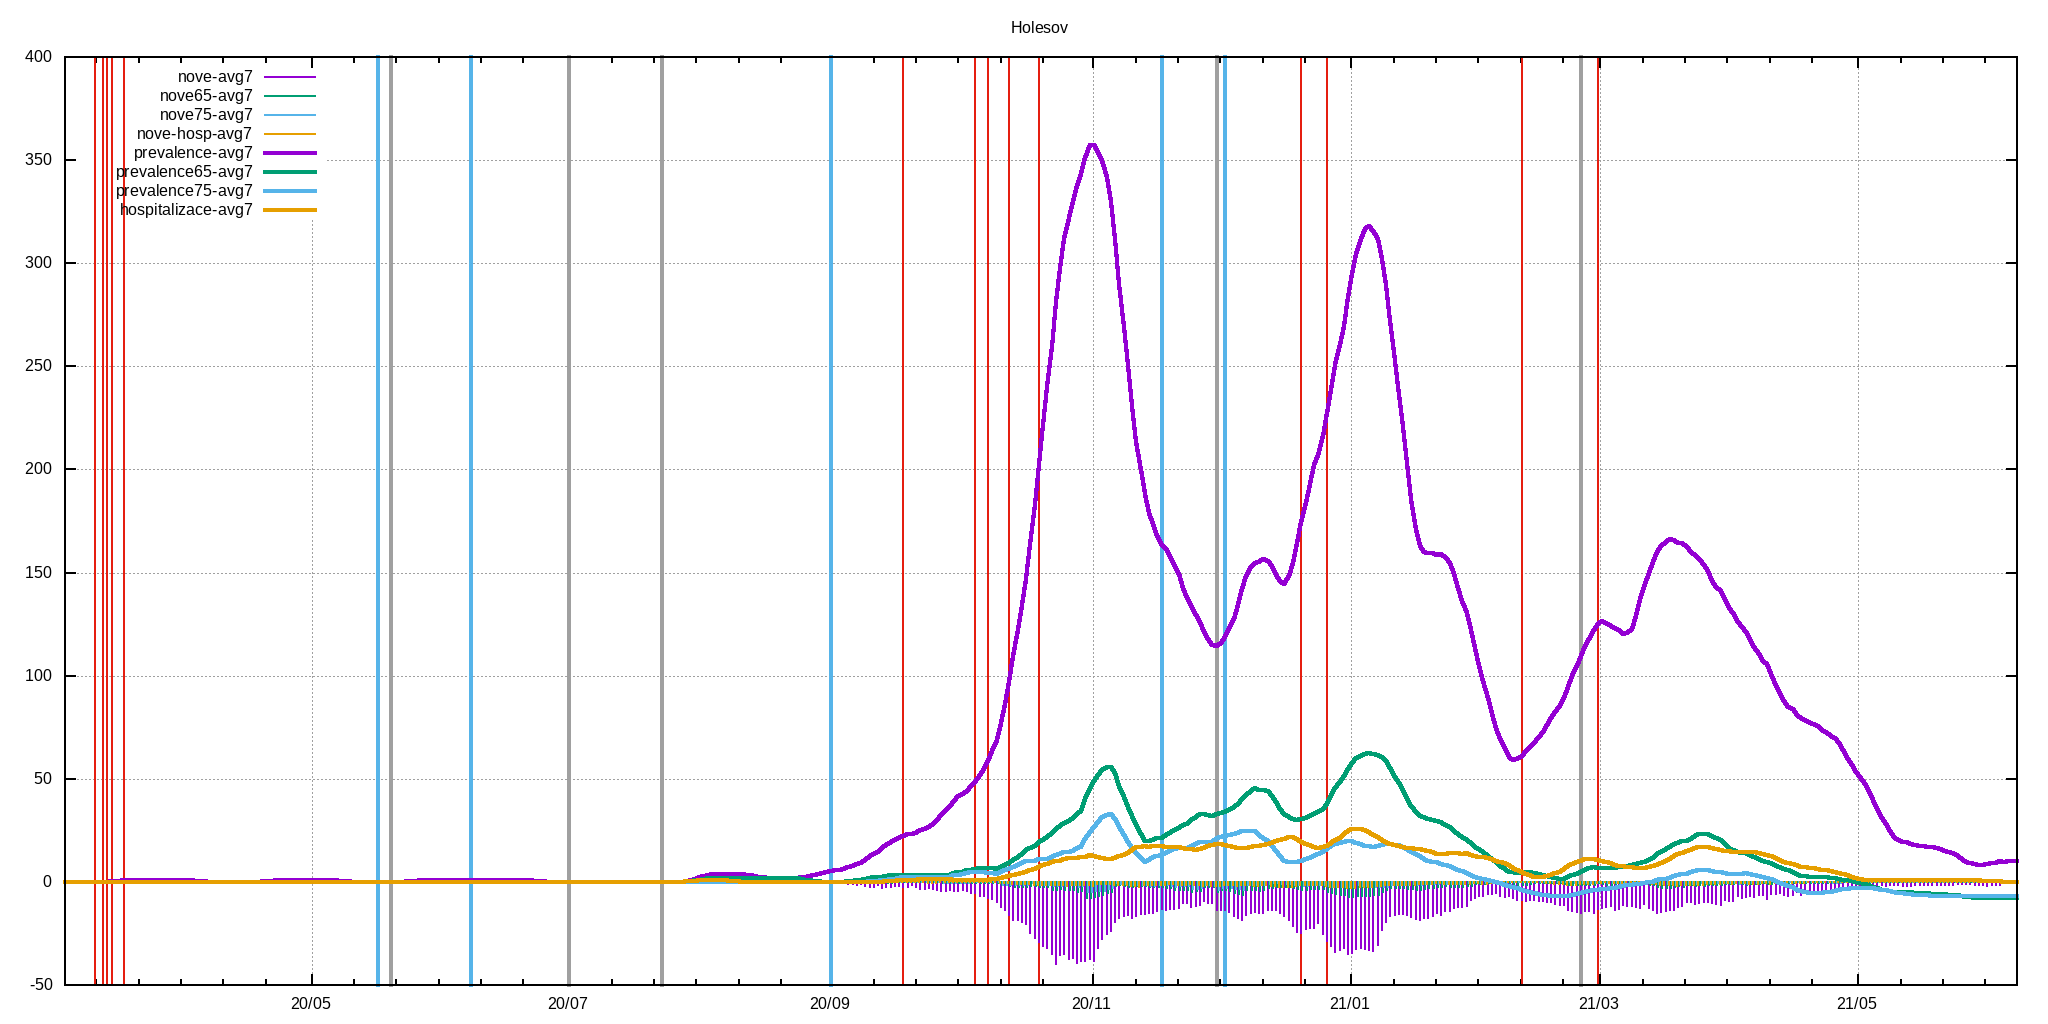 Holesov
400
350
300
250
200
150
100
50
0
-50
nove-avg7
nove65-avg7
nove75-avg7
nove-hosp-avg7
prevalence-avg7
prevalence65-avg7
prevalence75-avg7
hospitalizace-avg7
20/05 20/07 20/09 20/11 21/01 21/03 21/05